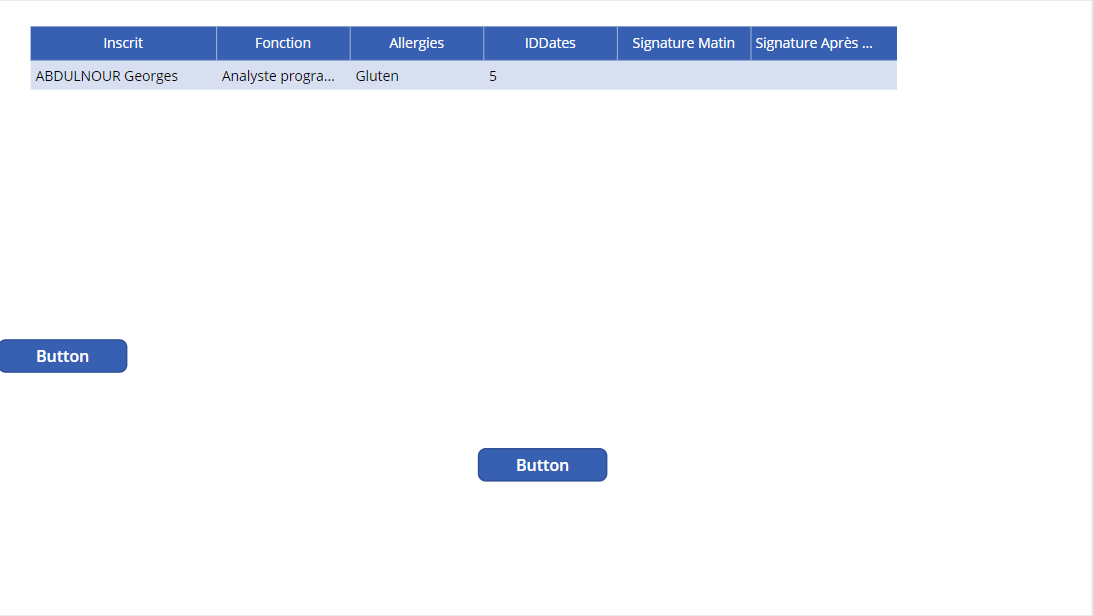 Inscrit Fonction Allergies IDDates Signature Matin Signature Après ...
ABDULNOUR Georges Analyste progra... Gluten 5
Button
Button